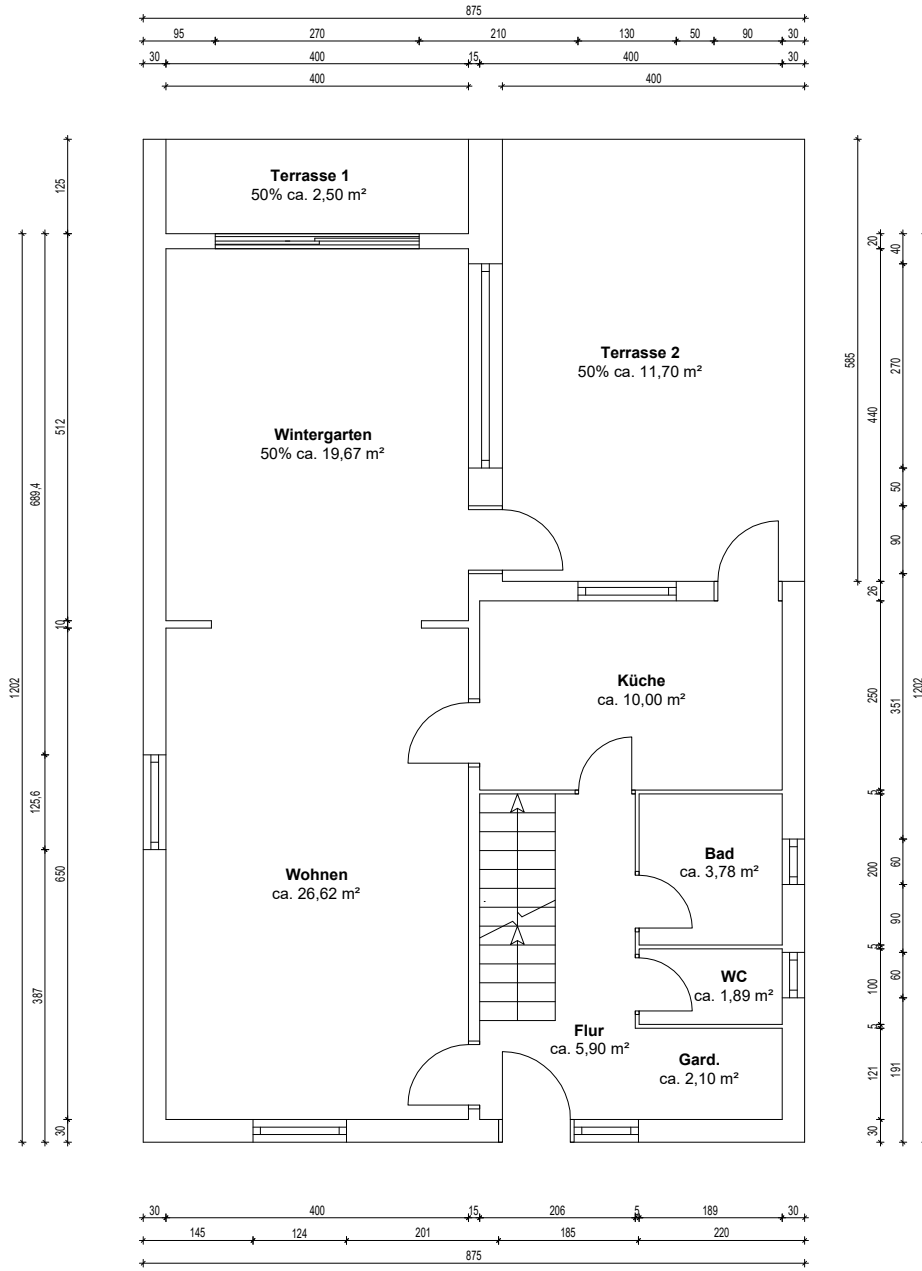 875
95 270 210 130 50 90 30
30 400 15 400 30
400 400
Terrasse 1
50% ca. 2,50 m²
Terrasse 2
50% ca. 11,70 m²
Wintergarten
50% ca. 19,67 m²
Küche
ca. 10,00 m²
Bad
ca. 3,78 m²
Wohnen
ca. 26,62 m²
WC
ca. 1,89 m²
Flur
ca. 5,90 m²
Gard.
ca. 2,10 m²
1202
689,4
125,6
387
125
512
10
650
30
585
20
440
26
250
5
200
5
100
5
121
30
40
270
50
90
351
60
90
60
191
1202
30 400 15 206 5 189 30
145 124 201 185 220
875